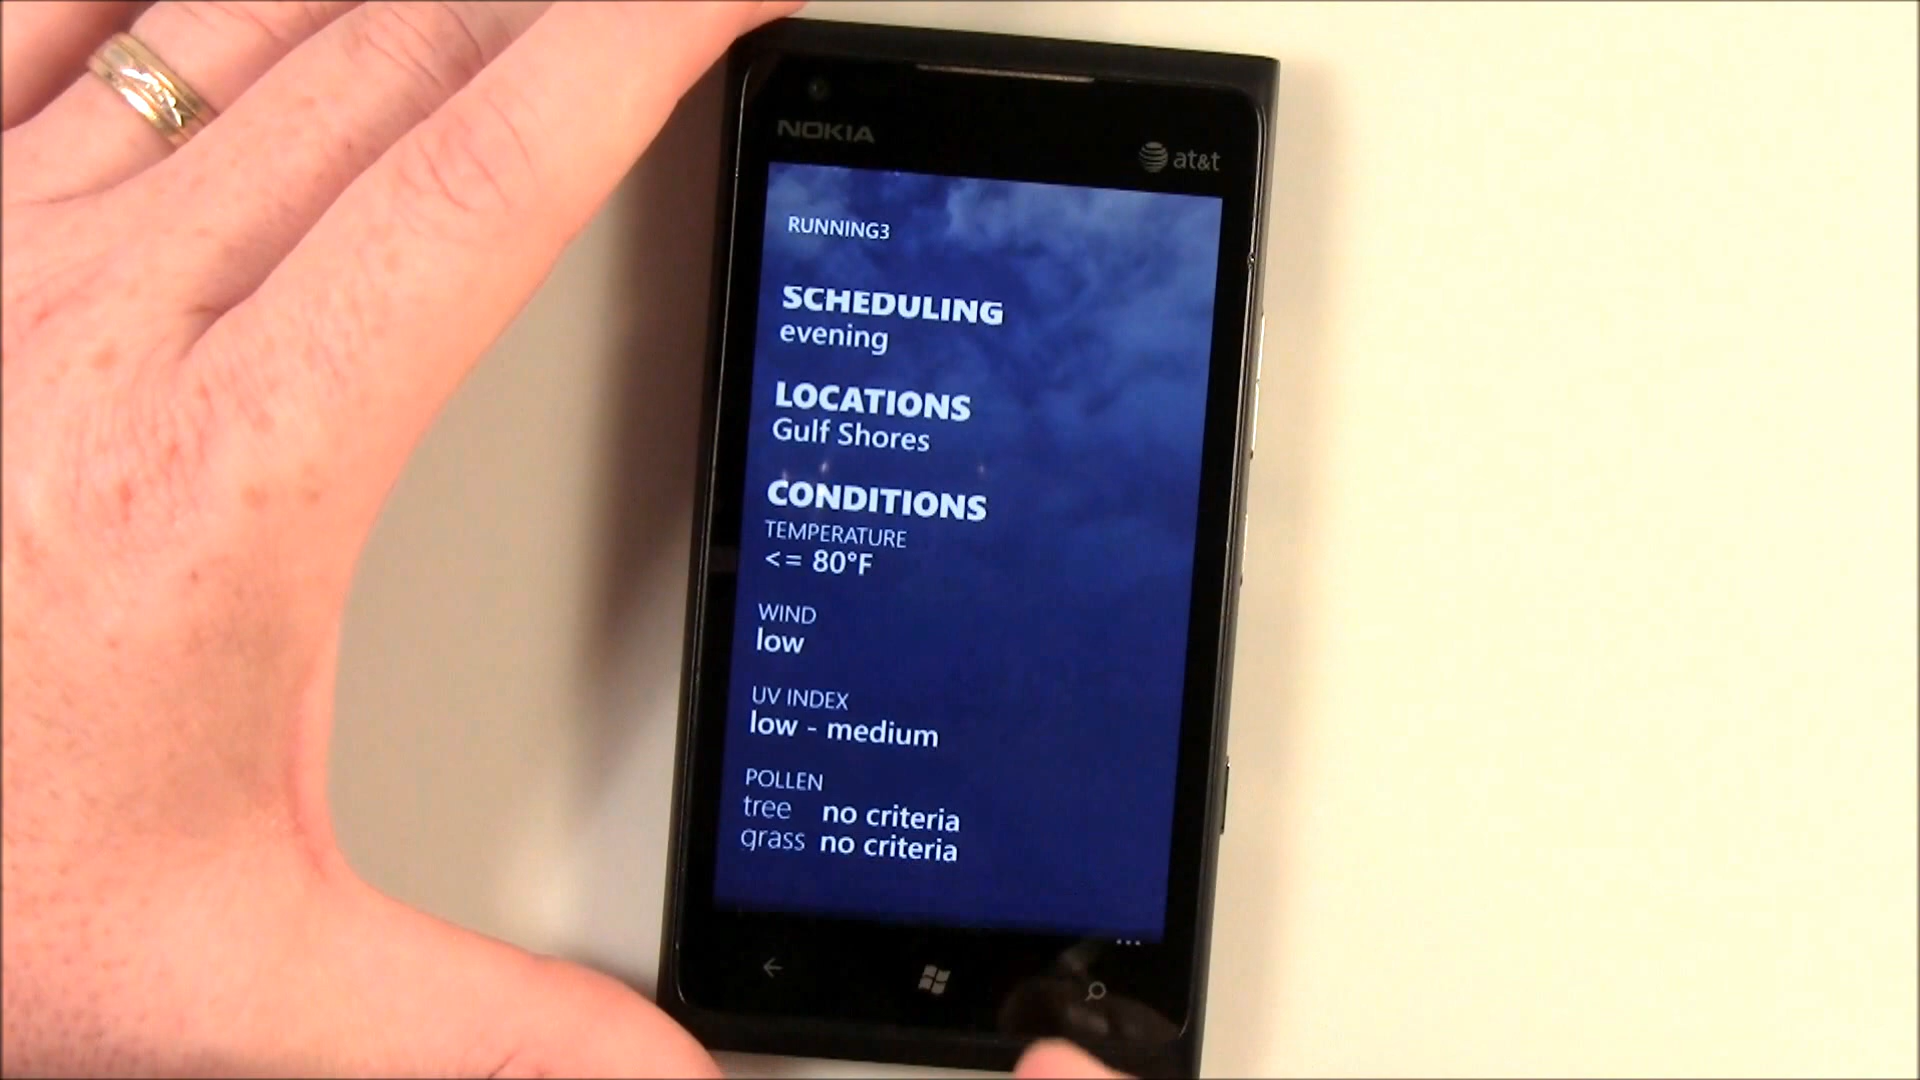 NOKIA
at&t
RUNNING3
SCHEDULING
evening
LOCATIONS
Gulf Shores
CONDITIONS
TEMPERATURE
<= 80°F
WIND
low
UV INDEX
low - medium
POLLEN
tree no criteria
grass no criteria
...